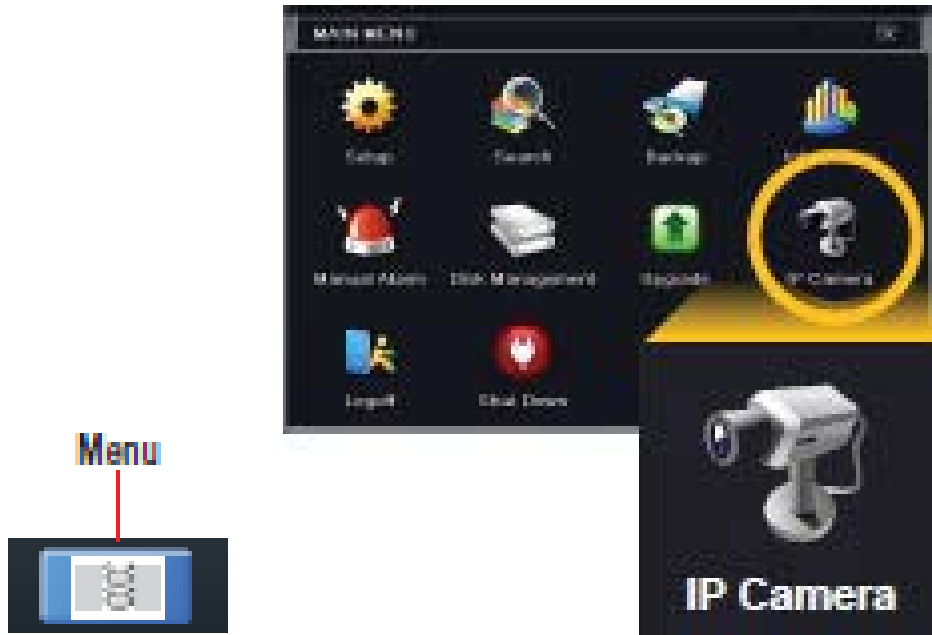 MAIN MENU
Setup Search Backup
Manual Alarm Disk Management Upgrade IP Camera
Logoff Shut Down
Menu
IP Camera